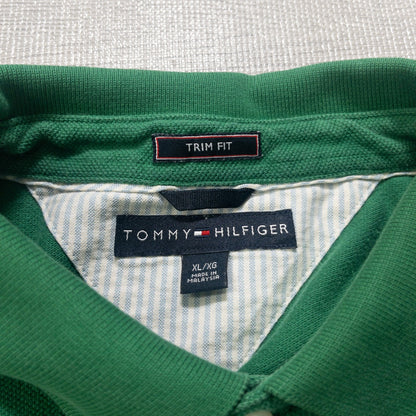 TRIM FIT
TOMMY HILFIGER
XL/XG
MADE IN
MALAYSIA